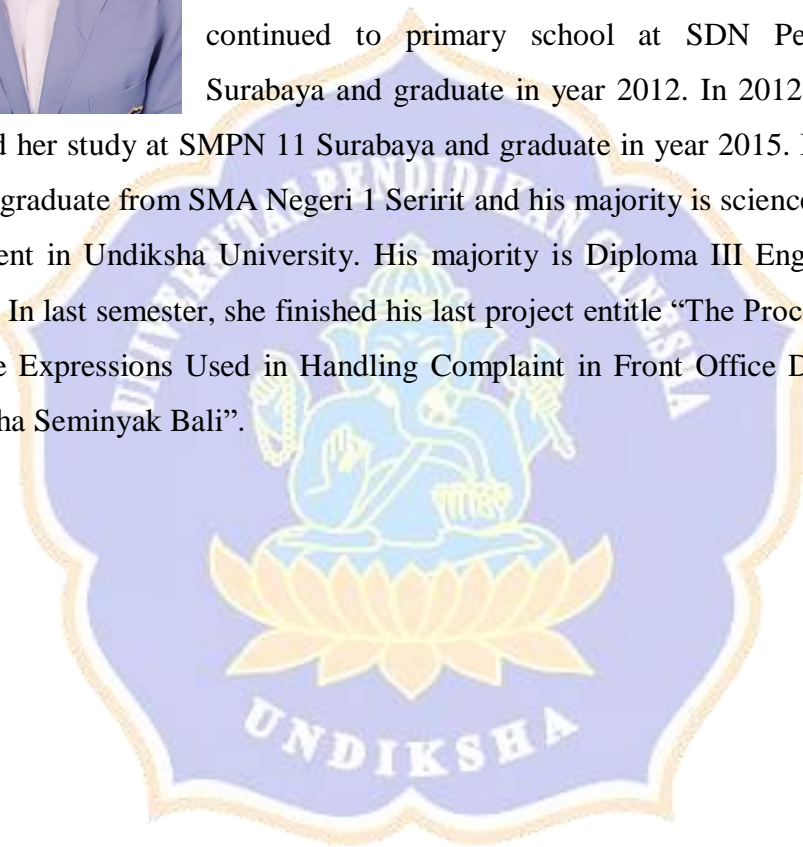 continued to primary school at SDN Pe
Surabaya and graduate in year 2012. In 2012
d her study at SMPN 11 Surabaya and graduate in year 2015.
graduate from SMA Negeri 1 Seririt and his majority is science
ent in Undiksha University. His majority is Diploma III Eng
In last semester, she finished his last project entitle “The Proc
e Expressions Used in Handling Complaint in Front Office D
ha Seminyak Bali”.
UNIVERSITAS PENDIDIKAN GANESHA
UNDIKSHA